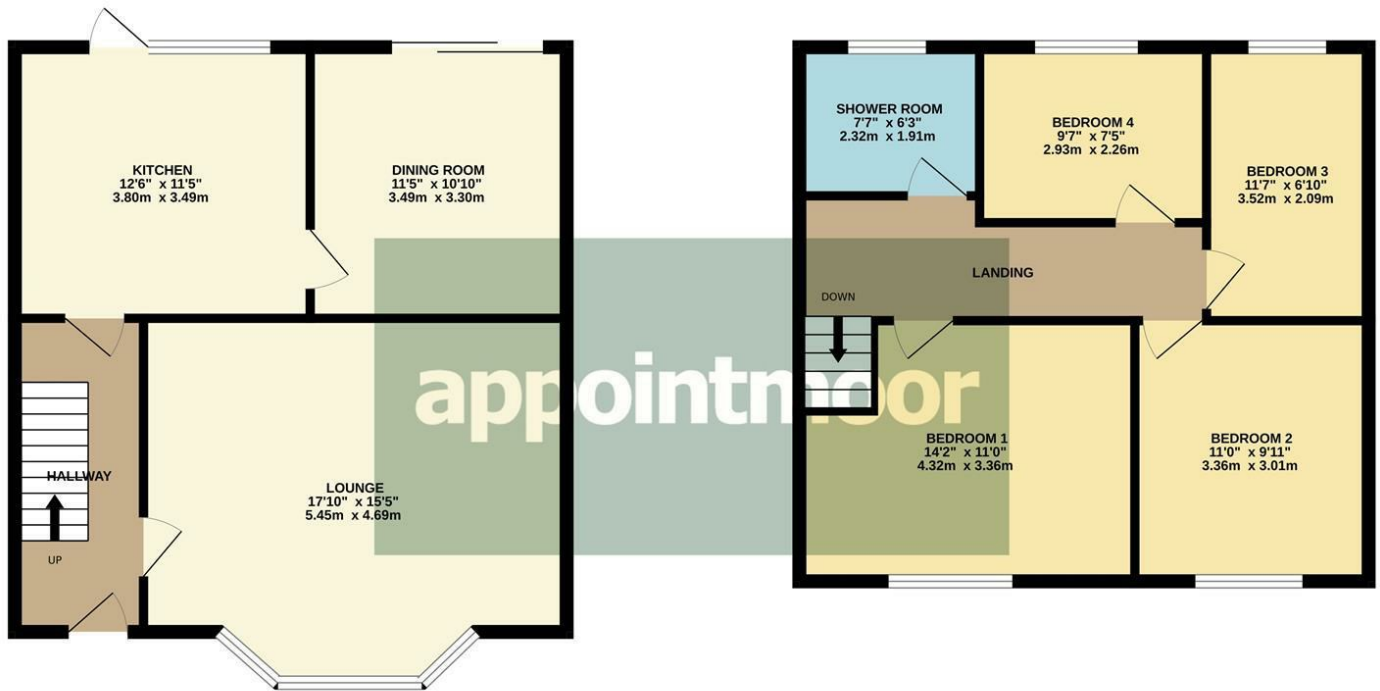 KITCHEN
12'6" x 11'5"
3.80m x 3.49m
DINING ROOM
11'5" x 10'10"
3.49m x 3.30m
HALLWAY
UP
LOUNGE
17'10" x 15'5"
5.45m x 4.69m
appointmoor
SHOWER ROOM
7'7" x 6'3"
2.32m x 1.91m
BEDROOM 4
9'7" x 7'5"
2.93m x 2.26m
BEDROOM 3
11'7" x 6'10"
3.52m x 2.09m
LANDING
DOWN
BEDROOM 1
14'2" x 11'0"
4.32m x 3.36m
BEDROOM 2
11'0" x 9'11"
3.36m x 3.01m